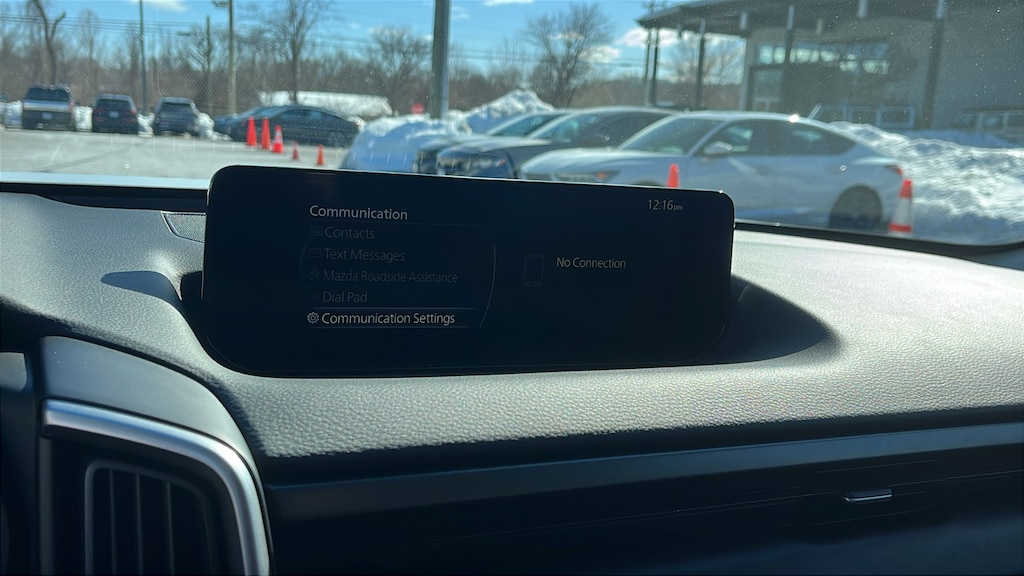 Communication
12:16pm
Contacts
Text Messages
Mazda Roadside Assistance
Dial Pad
Communication Settings
No Connection